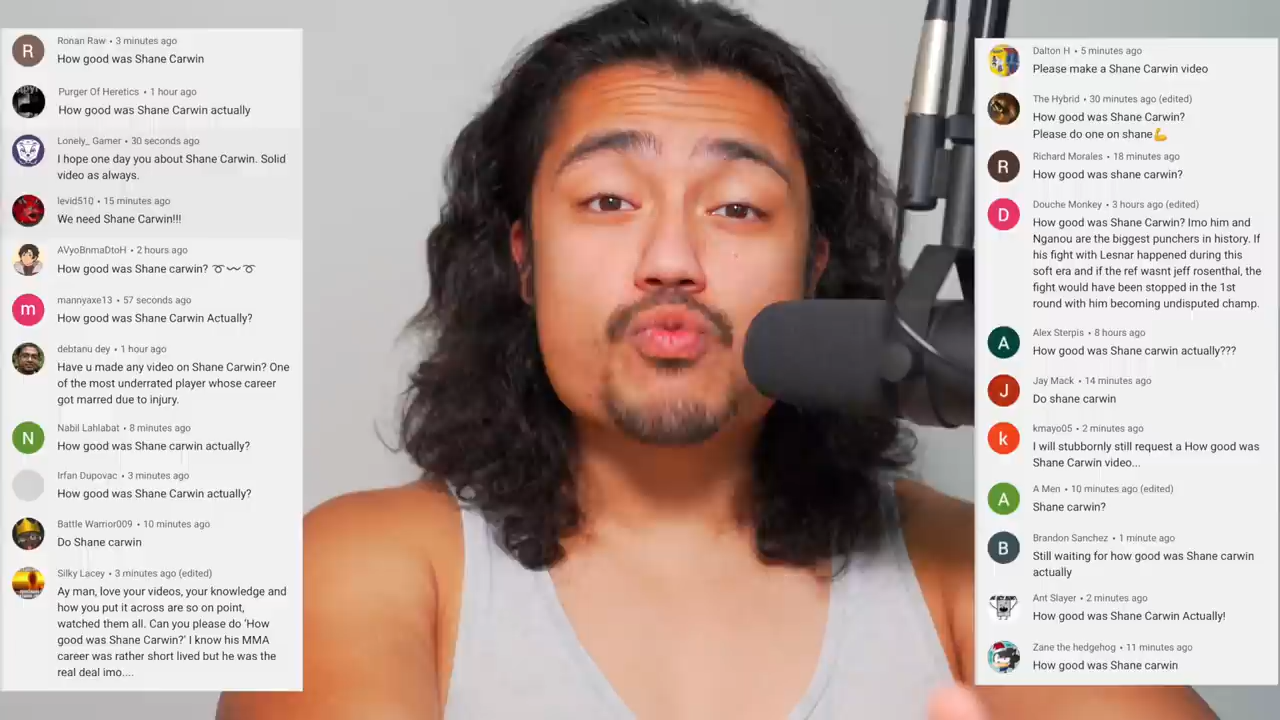 Ronan Raw • 3 minutes ago
How good was Shane Carwin
Purger Of Heretics • 1 hour ago
How good was Shane Carwin actually
Lonely_ Gamer • 30 seconds ago
I hope one day you about Shane Carwin. Solid
video as always.
levid510 • 15 minutes ago
We need Shane Carwin!!!
AVyoBnmaDtoH • 2 hours ago
How good was Shane carwin? ➰〰➰
m
mannyaxe13 • 57 seconds ago
How good was Shane Carwin Actually?
debtanu dey • 1 hour ago
Have u made any video on Shane Carwin? One
of the most underrated player whose career
got marred due to injury.
N
Nabil Lahlabat • 8 minutes ago
How good was Shane carwin actually?
Irfan Dupovac • 3 minutes ago
How good was Shane Carwin actually?
Battle Warrior009 • 10 minutes ago
Do Shane carwin
Silky Lacey • 3 minutes ago (edited)
Ay man, love your videos, your knowledge and
how you put it across are so on point,
watched them all. Can you please do 'How
good was Shane Carwin?' I know his MMA
career was rather short lived but he was the
real deal imo....
R
Dalton H • 5 minutes ago
Please make a Shane Carwin video
The Hybrid • 30 minutes ago (edited)
How good was Shane Carwin?
Please do one on shane💪
R
Richard Morales • 18 minutes ago
How good was shane carwin?
D
Douche Monkey • 3 hours ago (edited)
How good was Shane Carwin? Imo him and
Nganou are the biggest punchers in history. If
his fight with Lesnar happened during this
soft era and if the ref wasnt jeff rosenthal, the
fight would have been stopped in the 1st
round with him becoming undisputed champ.
A
Alex Sterpis • 8 hours ago
How good was Shane carwin actually???
J
Jay Mack • 14 minutes ago
Do shane carwin
k
kmayo05 • 2 minutes ago
I will stubbornly still request a How good was
Shane Carwin video...
A
A Men • 10 minutes ago (edited)
Shane carwin?
B
Brandon Sanchez • 1 minute ago
Still waiting for how good was Shane carwin
actually
Ant Slayer • 2 minutes ago
How good was Shane Carwin Actually!
Zane the hedgehog • 11 minutes ago
How good was Shane carwin